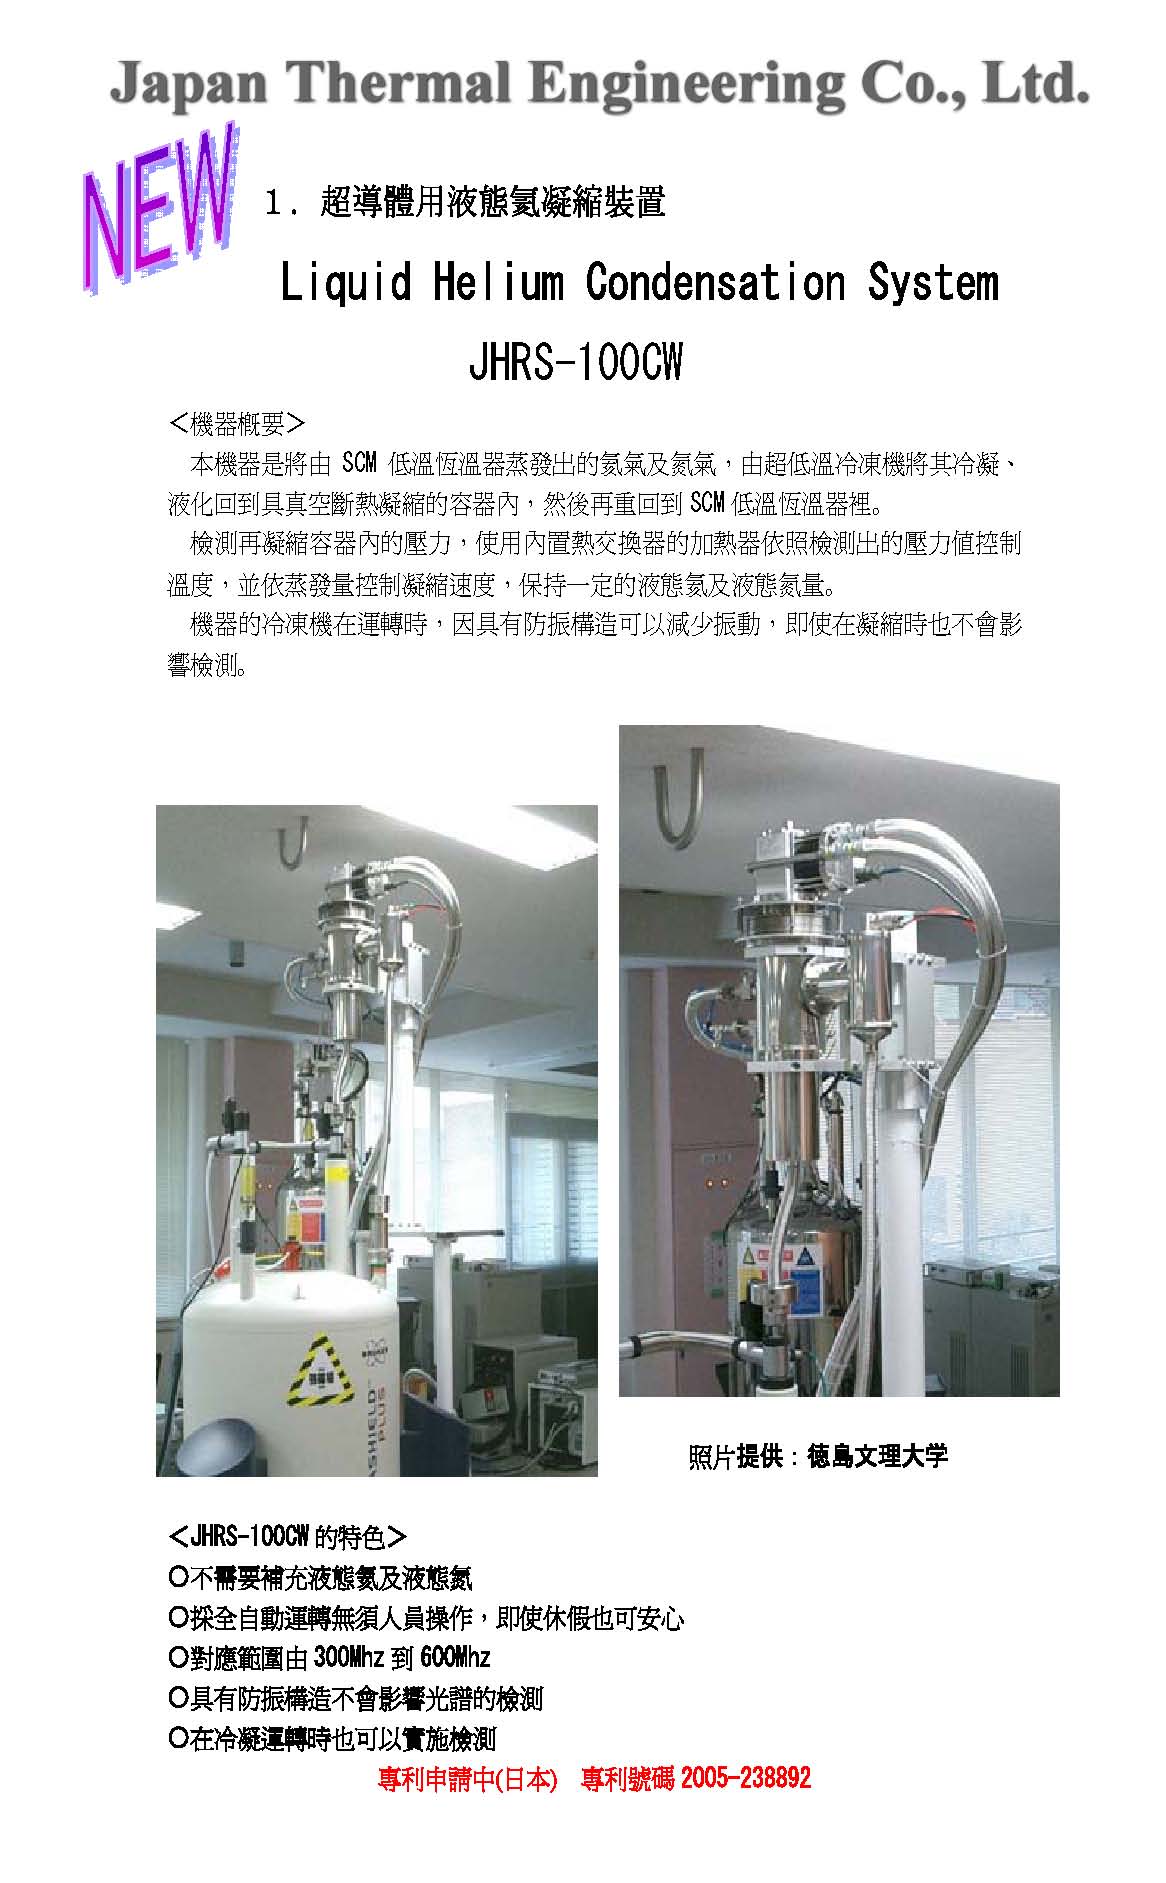 Japan Thermal Engineering Co., Ltd.
NEW
1. 超導體用液態氦凝縮裝置
Liquid Helium Condensation System
JHRS-100CW
＜機器概要＞
本機器是將由 SCM 低溫恆溫器蒸發出的氦氣及氮氣，由超低溫冷凍機將其冷凝、
液化回到具真空斷熱凝縮的容器內，然後再重回到 SCM 低溫恆溫器裡。
檢測再凝縮容器內的壓力，使用內置熱交換器的加熱器依照檢測出的壓力值控制
溫度，並依蒸發量控制凝縮速度，保持一定的液態氦及液態氮量。
機器的冷凍機在運轉時，因具有防振構造可以減少振動，即使在凝縮時也不會影
響檢測。
BRUKER
ASHIELD
PLUS
照片提供：徳島文理大学
＜JHRS-100CW 的特色＞
○不需要補充液態氦及液態氮
○採全自動運轉無須人員操作，即使休假也可安心
○對應範圍由 300Mhz 到 600Mhz
○具有防振構造不會影響光譜的檢測
○在冷凝運轉時也可以實施檢測
專利申請中(日本)　專利號碼 2005-238892